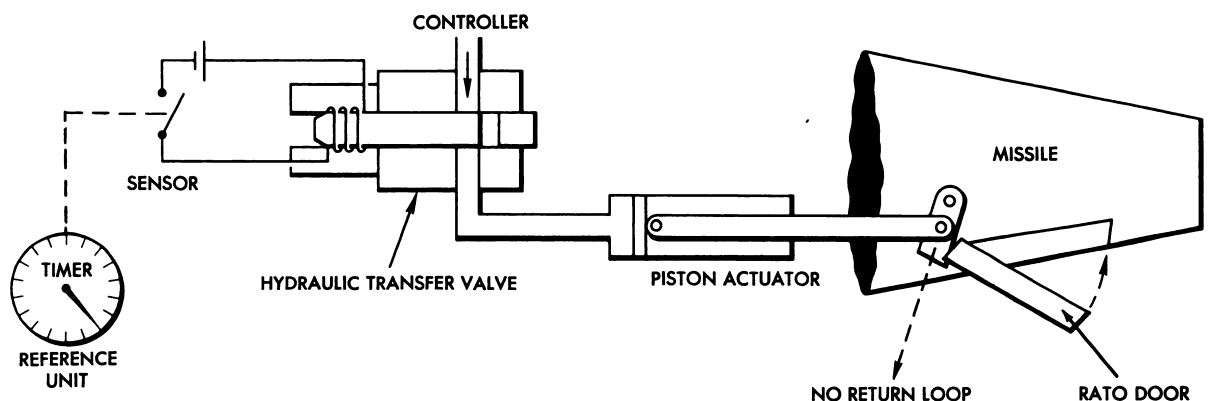 CONTROLLER
SENSOR
TIMER
REFERENCE
UNIT
HYDRAULIC TRANSFER VALVE
PISTON ACTUATOR
MISSILE
NO RETURN LOOP
RATO DOOR